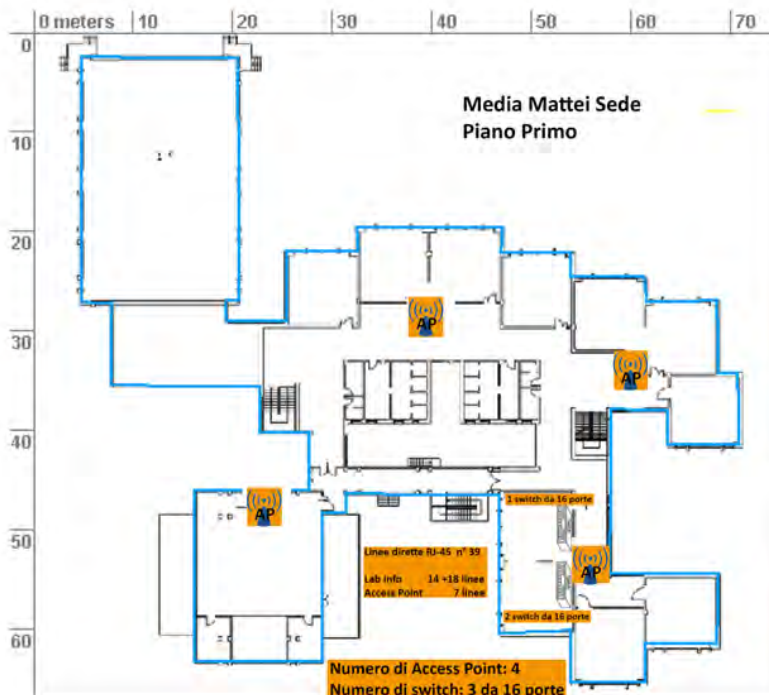 0 meters 10 20 30 40 50 60 70
0
10
20
30
40
50
60
Media Mattei Sede
Piano Primo
AP
AP
AP
AP
1 switch da 16 porte
Linee dirette RJ-45 n° 39
Lab Info 14 +18 linee
Access Point 7 linee
2 switch da 16 porte
Numero di Access Point: 4
Numero di switch: 3 da 16 porte